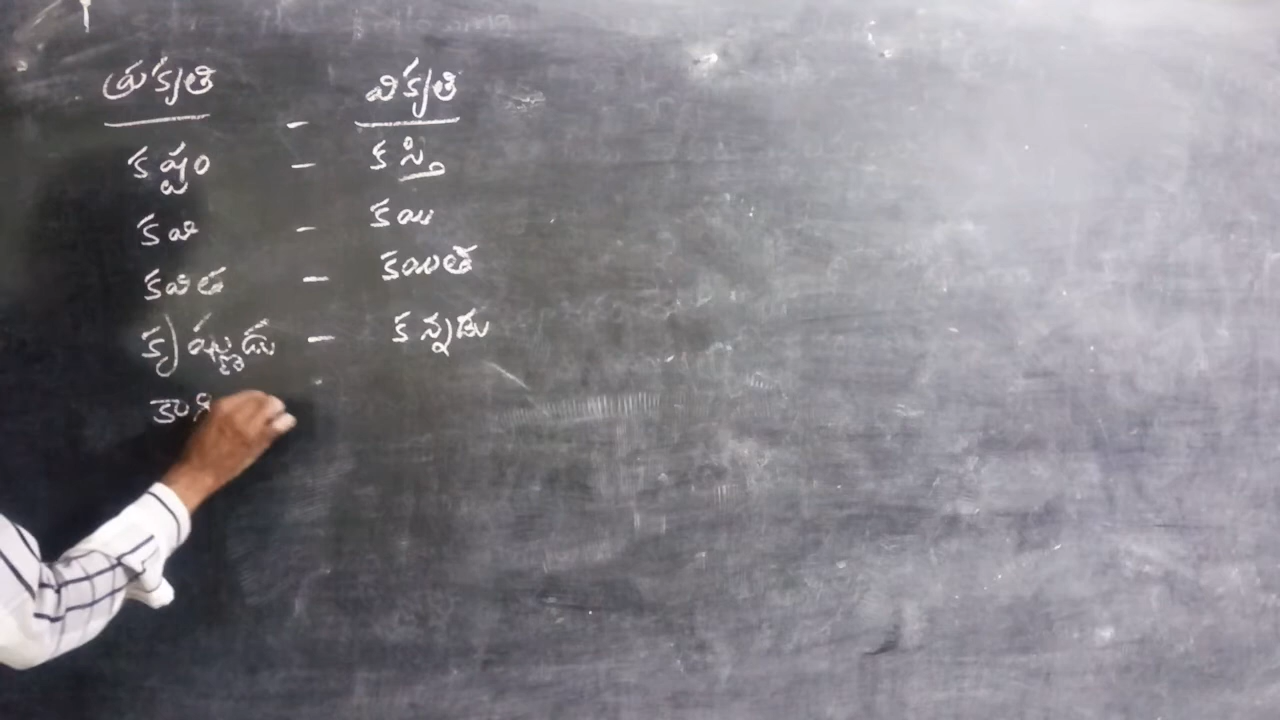 ప్రకృతి - వికృతి
కష్టం - కస్తి
కవి - కయి
కవిత - కయిత
కృష్ణుడు - కన్నడు